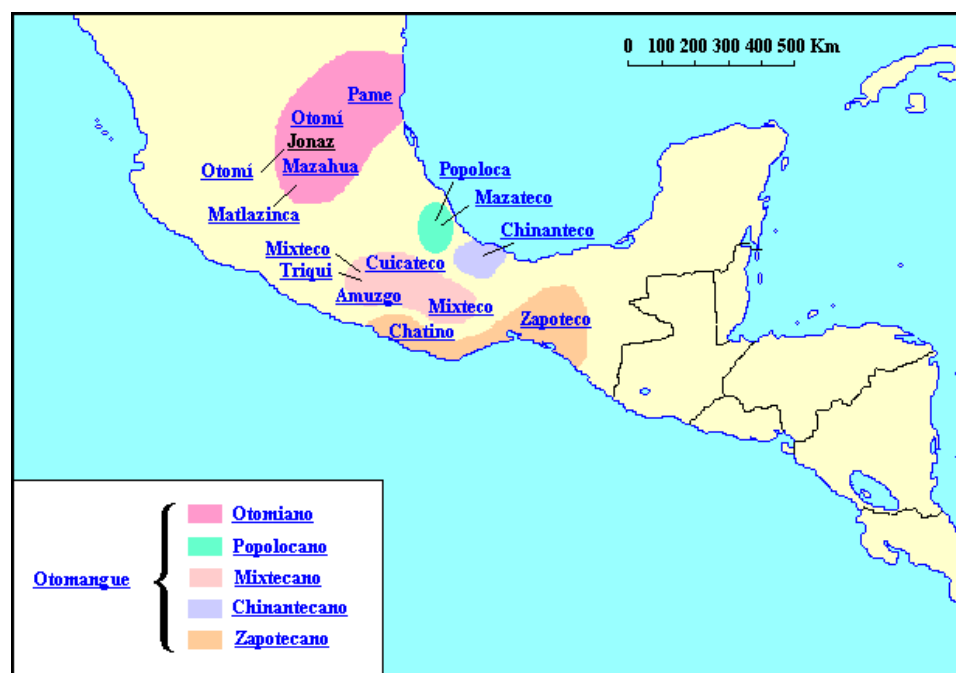 0 100 200 300 400 500 Km
Pame
Otomí
Jonaz
Otomí
Mazahua
Matlazinca
Popoloca
Mazateco
Chinanteco
Mixteco
Triqui
Cuicateco
Amuzgo
Mixteco
Chatino
Zapoteco
Otomangue
Otomiano
Popolocano
Mixtecano
Chinantecano
Zapotecano